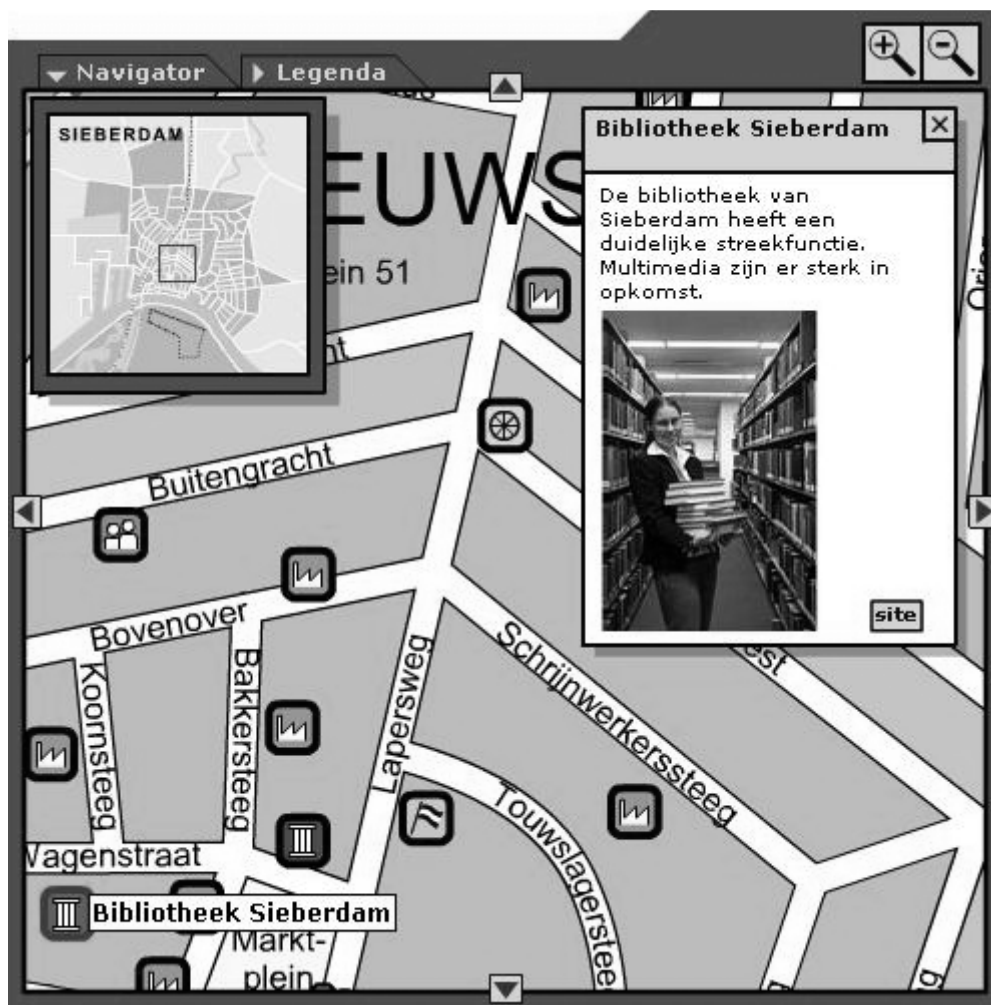 Navigator
Legenda
SIEBERDAM
EUWS
ein 51
Bibliotheek Sieberdam
De bibliotheek van
Sieberdam heeft een
duidelijke streekfunctie.
Multimedia zijn er sterk in
opkomst.
site
Buitengracht
Bovenover
Koornsteeg
Bakkersteeg
Lapersweg
Schrijnwerkerssteeg
Touwslagerstee
Wagenstraat
Bibliotheek Sieberdam
Markt-
plein